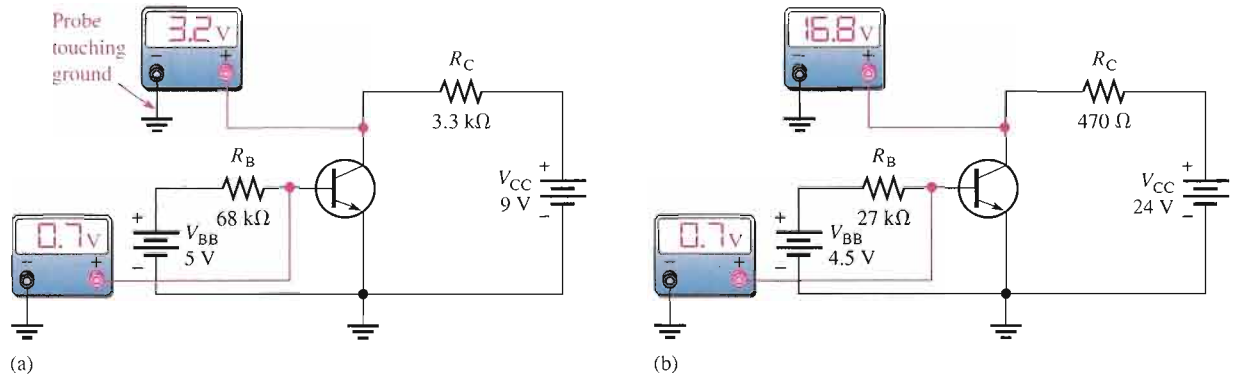 Probe
touching
ground
3.2 V
− +
R_C
3.3 kΩ
R_B
68 kΩ
+
V_CC
9 V
−
+
V_BB
5 V
−
0.7 V
− +
(a)
16.8 V
− +
R_C
470 Ω
R_B
27 kΩ
+
V_CC
24 V
−
+
V_BB
4.5 V
−
0.7 V
− +
(b)